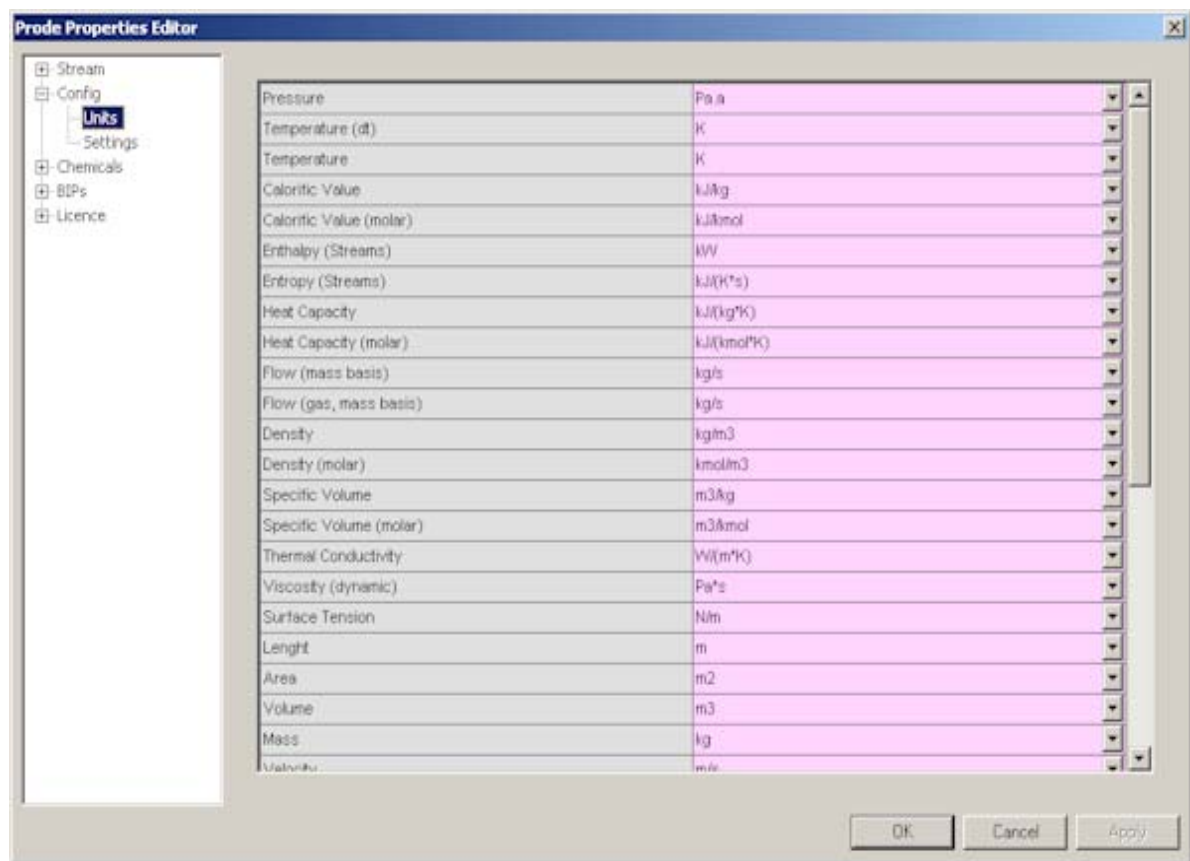 Prode Properties Editor
Stream
Config
Units
Settings
Chemicals
BIPs
Licence
Pressure Pa.a
Temperature (dt) K
Temperature K
Calorific Value kJ/kg
Calorific Value (molar) kJ/kmol
Enthalpy (Streams) kW
Entropy (Streams) kJ/(K*s)
Heat Capacity kJ/(kg*K)
Heat Capacity (molar) kJ/(kmol*K)
Flow (mass basis) kg/s
Flow (gas, mass basis) kg/s
Density kg/m3
Density (molar) kmol/m3
Specific Volume m3/kg
Specific Volume (molar) m3/kmol
Thermal Conductivity W/(m*K)
Viscosity (dynamic) Pa*s
Surface Tension N/m
Lenght m
Area m2
Volume m3
Mass kg
Velocity m/s
OK Cancel Apply